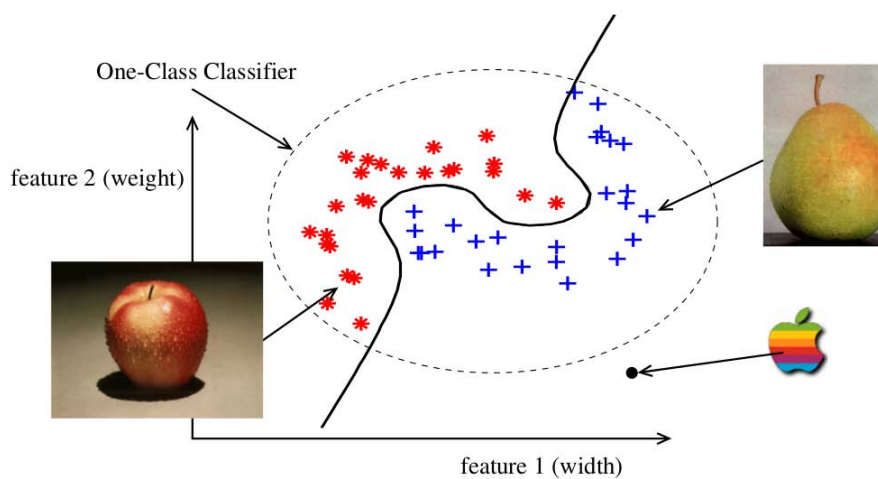 One-Class Classifier
feature 2 (weight)
feature 1 (width)